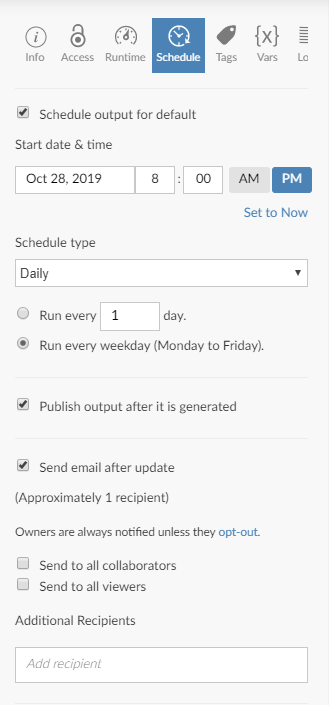 Info Access Runtime Schedule Tags Vars Lo
Schedule output for default
Start date & time
Oct 28, 2019 8 : 00 AM PM
Set to Now
Schedule type
Daily
Run every 1 day.
Run every weekday (Monday to Friday).
Publish output after it is generated
Send email after update
(Approximately 1 recipient)
Owners are always notified unless they opt-out.
Send to all collaborators
Send to all viewers
Additional Recipients
Add recipient